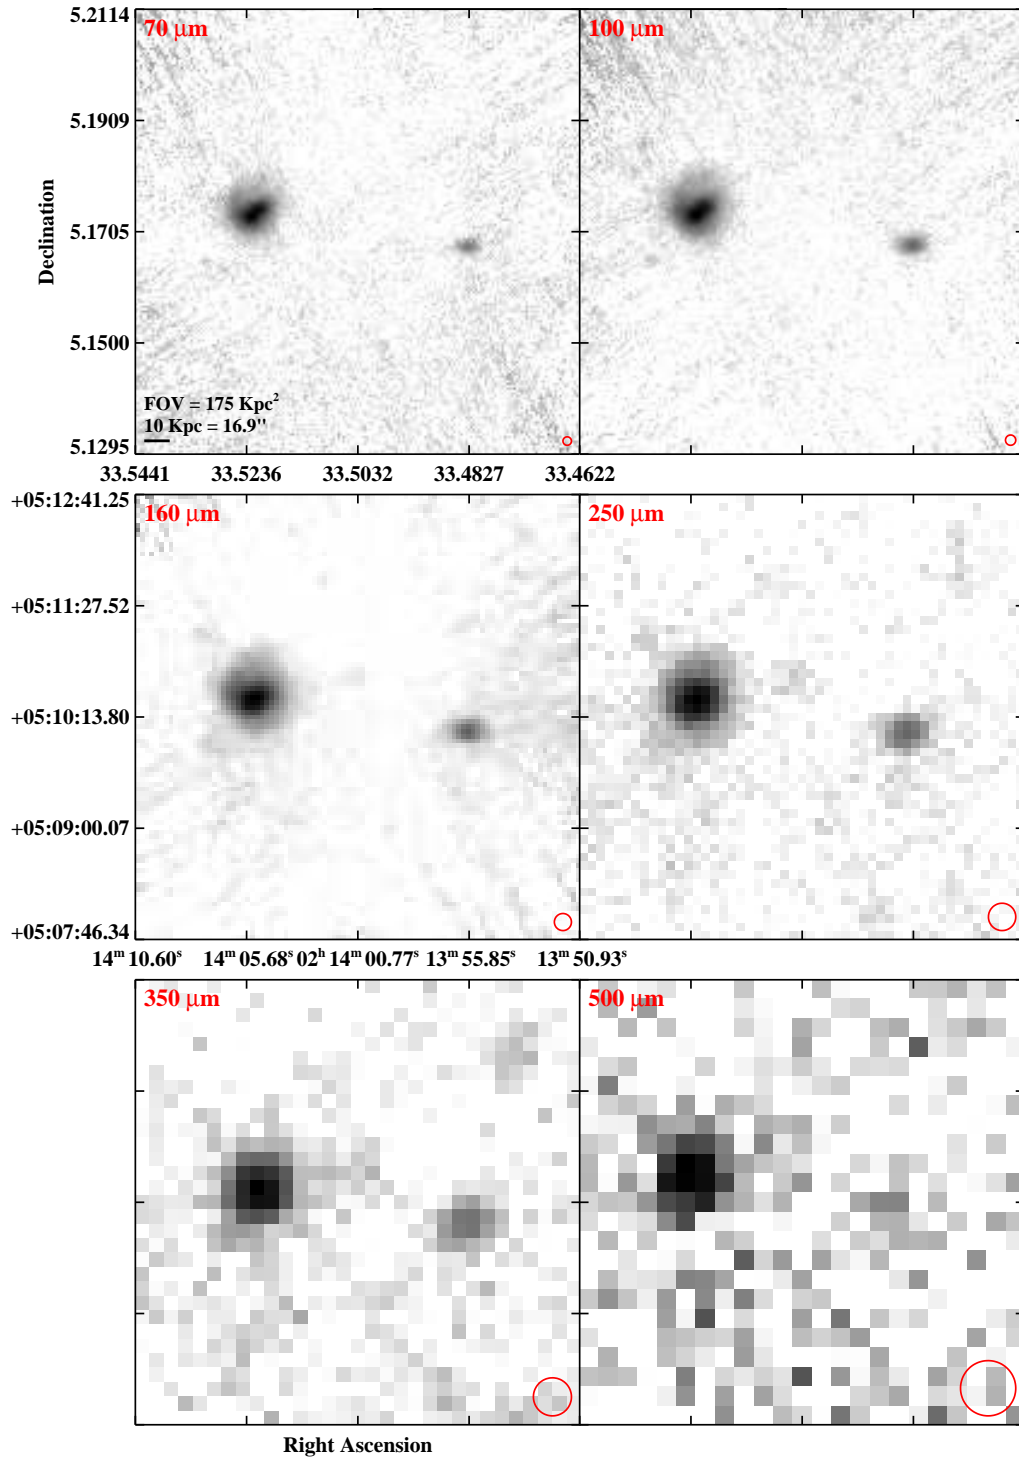 5.2114
70 μm
100 μm
5.1909
Declination
5.1705
5.1500
FOV = 175 Kpc²
10 Kpc = 16.9"
5.1295
33.5441 33.5236 33.5032 33.4827 33.4622
+05:12:41.25
160 μm
250 μm
+05:11:27.52
+05:10:13.80
+05:09:00.07
+05:07:46.34
14ᵐ 10.60ˢ 14ᵐ 05.68ˢ 02ʰ 14ᵐ 00.77ˢ 13ᵐ 55.85ˢ 13ᵐ 50.93ˢ
350 μm
500 μm
Right Ascension